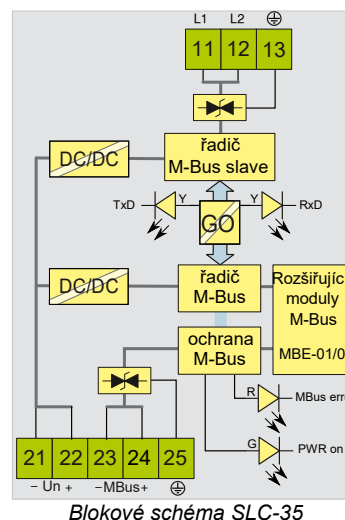 L1 L2
11 12 13
DC/DC
řadič
M-Bus slave
TxD Y Y RxD
GO
DC/DC
řadič
M-Bus
Rozšiřujíc
moduly
M-Bus
MBE-01/0
ochrana
M-Bus
R MBus erro
G PWR on
21 22 23 24 25
– Un + –MBus+
Blokové schéma SLC-35